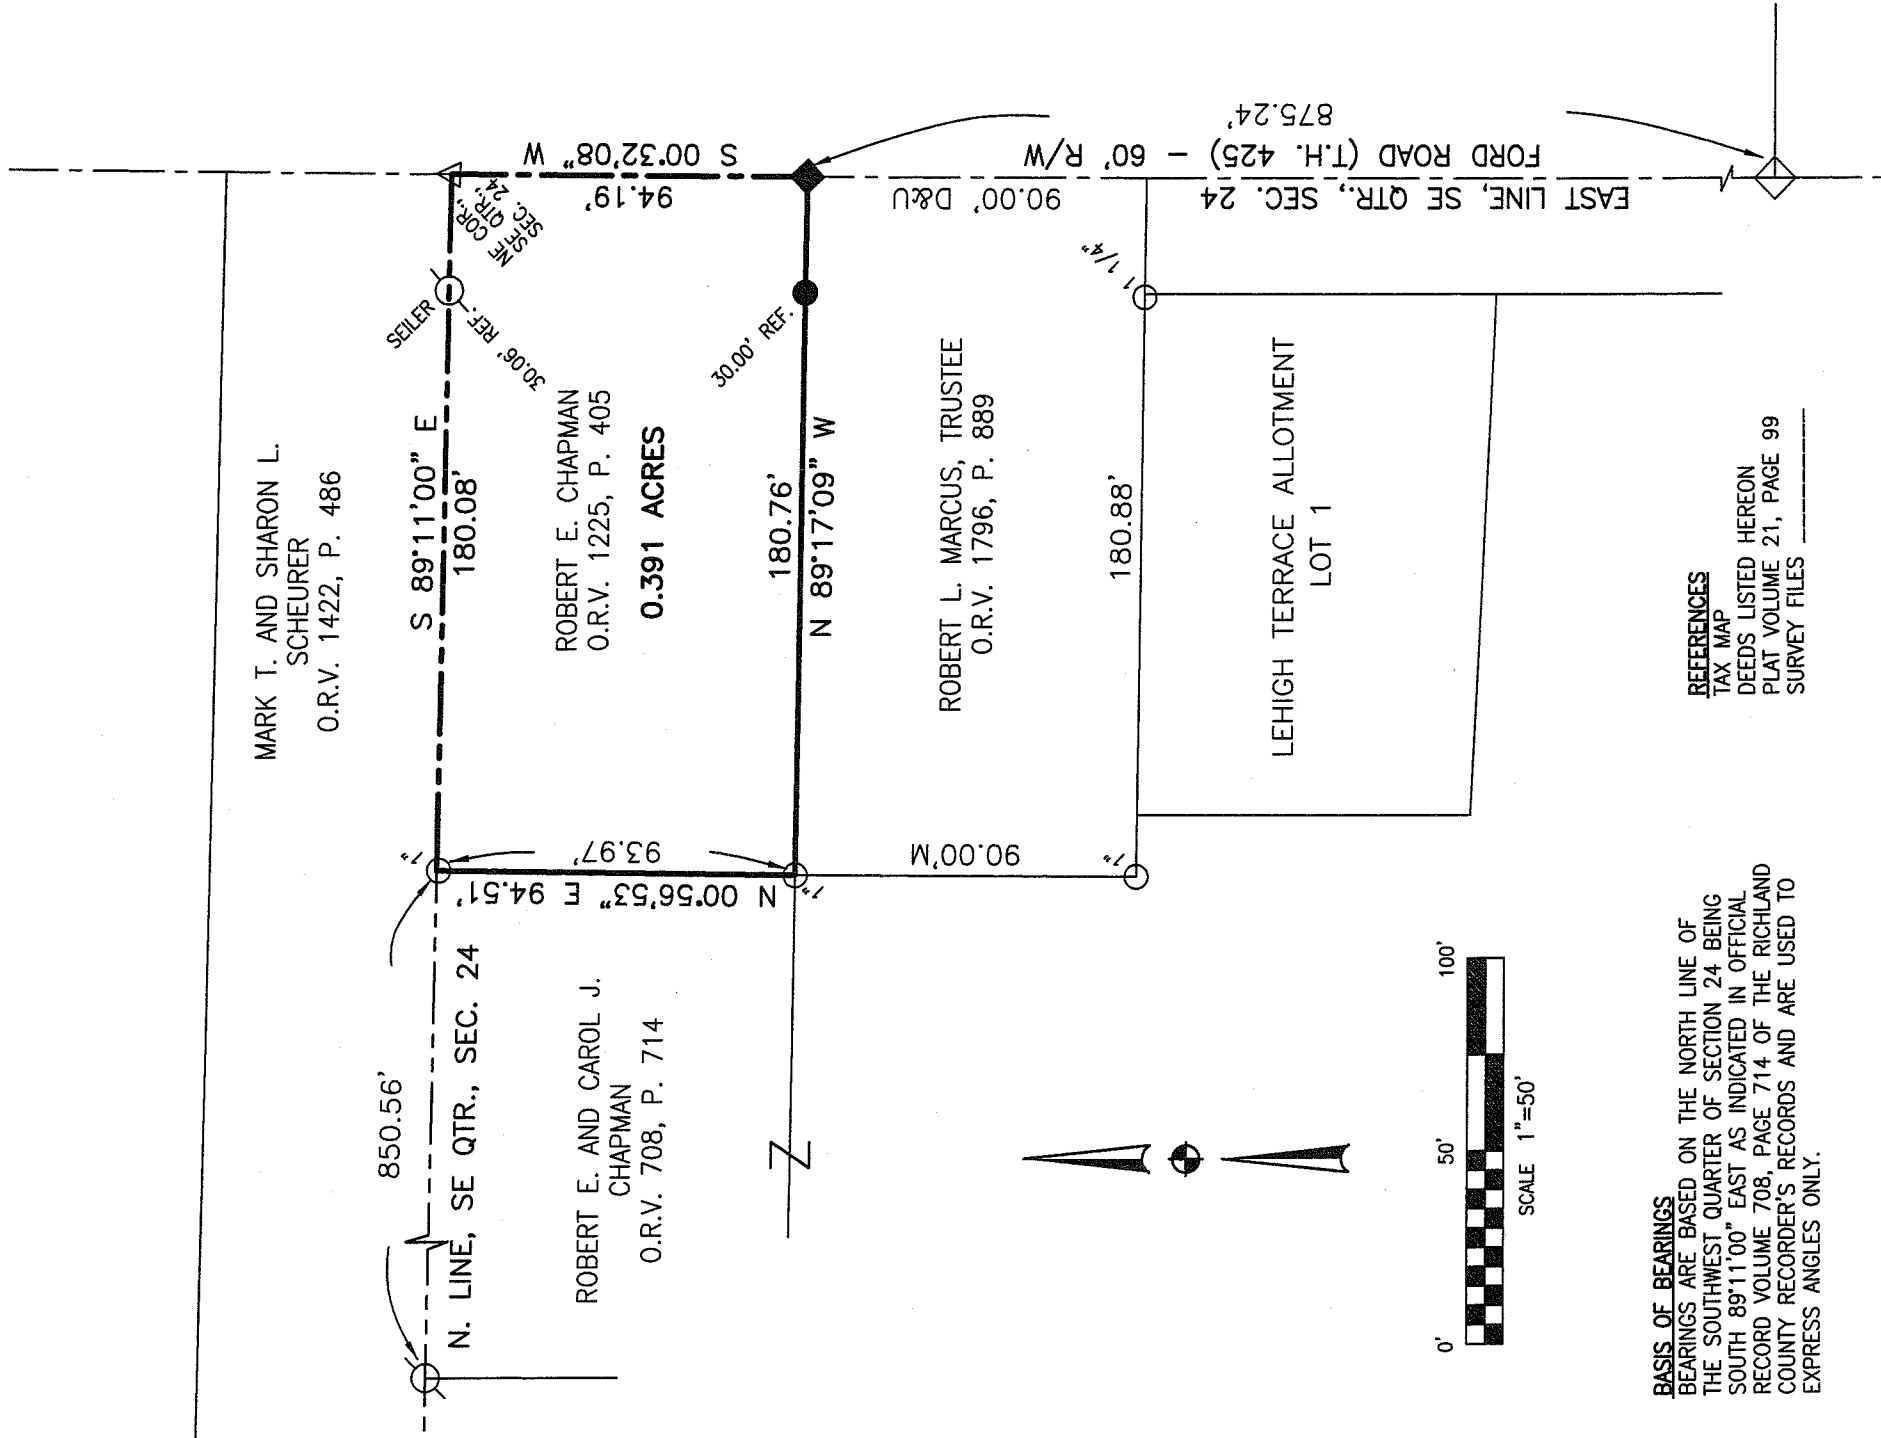 MARK T. AND SHARON L.
SCHEURER
O.R.V. 1422, P. 486
850.56'
N. LINE, SE QTR., SEC. 24
S 89°11'00" E
180.08'
SEILER
30.06' REF.
NE COR.,
SE QTR.,
SEC. 24
1"
N 00°56'53" E 94.51'
93.97'
ROBERT E. CHAPMAN
O.R.V. 1225, P. 405
0.391 ACRES
S 00°32'08" W
94.19'
ROBERT E. AND CAROL J.
CHAPMAN
O.R.V. 708, P. 714
30.00' REF.
180.76'
N 89°17'09" W
1"
Z
ROBERT L. MARCUS, TRUSTEE
O.R.V. 1796, P. 889
90.00'M
90.00' D&U
1"
180.88'
1 1/4"
FORD ROAD (T.H. 425) - 60' R/W
EAST LINE, SE QTR., SEC. 24
875.24'
LEHIGH TERRACE ALLOTMENT
LOT 1
0' 50' 100'
SCALE 1"=50'
BASIS OF BEARINGS
BEARINGS ARE BASED ON THE NORTH LINE OF
THE SOUTHWEST QUARTER OF SECTION 24 BEING
SOUTH 89°11'00" EAST AS INDICATED IN OFFICIAL
RECORD VOLUME 708, PAGE 714 OF THE RICHLAND
COUNTY RECORDER'S RECORDS AND ARE USED TO
EXPRESS ANGLES ONLY.
REFERENCES
TAX MAP
DEEDS LISTED HEREON
PLAT VOLUME 21, PAGE 99
SURVEY FILES